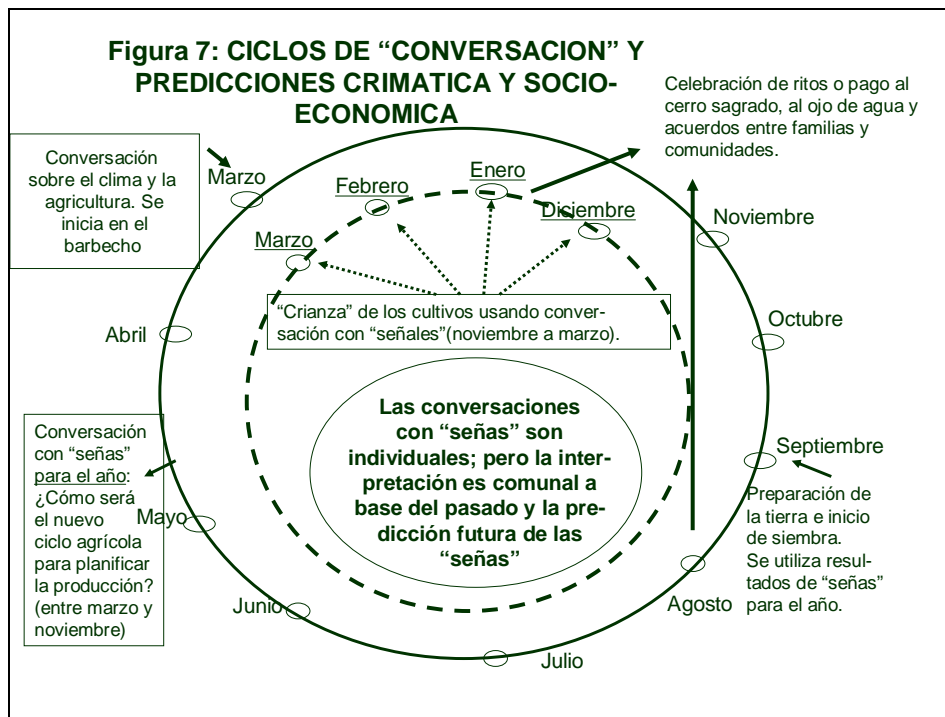 Figura 7: CICLOS DE “CONVERSACION” Y
PREDICCIONES CRIMATICA Y SOCIO-
ECONOMICA
Celebración de ritos o pago al
cerro sagrado, al ojo de agua y
acuerdos entre familias y
comunidades.
Conversación
sobre el clima y la
agricultura. Se
inicia en el
barbecho
Marzo
Febrero
Enero
Diciembre
Marzo
Noviembre
“Crianza” de los cultivos usando conver-
sación con “señales”(noviembre a marzo).
Abril
Octubre
Las conversaciones
con “señas” son
individuales; pero la inter-
pretación es comunal a
base del pasado y la pre-
dicción futura de las
“señas”
Conversación
con “señas”
para el año:
¿Cómo será
el nuevo
ciclo agrícola
para planificar
la producción?
(entre marzo y
noviembre)
Mayo
Septiembre
Preparación de
la tierra e inicio
de siembra.
Se utiliza resul-
tados de “señas”
para el año.
Junio
Agosto
Julio